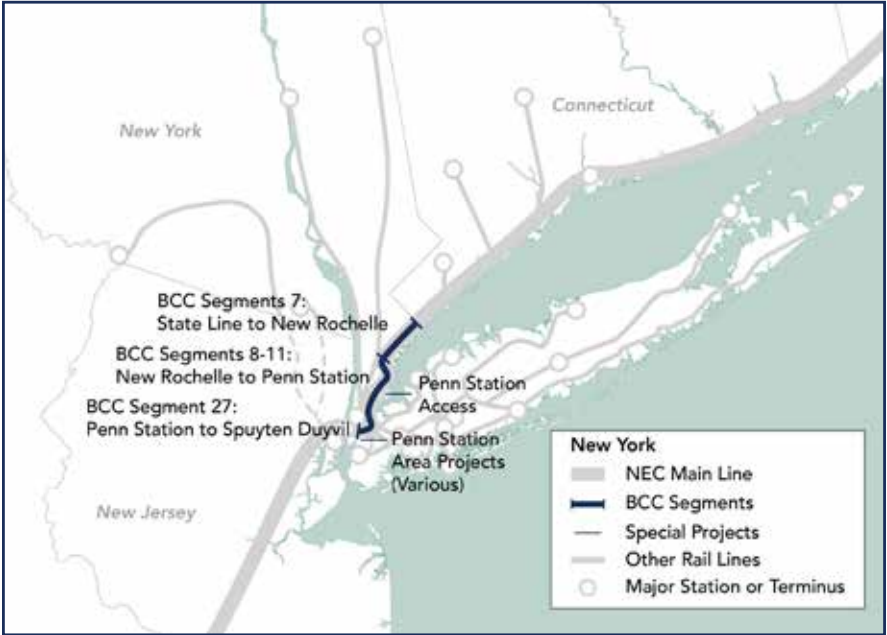 Connecticut
New York
BCC Segments 7:
State Line to New Rochelle
BCC Segments 8-11:
New Rochelle to Penn Station
Penn Station
Access
BCC Segment 27:
Penn Station to Spuyten Duyvil
Penn Station
Area Projects
(Various)
New Jersey
New York
NEC Main Line
BCC Segments
Special Projects
Other Rail Lines
Major Station or Terminus